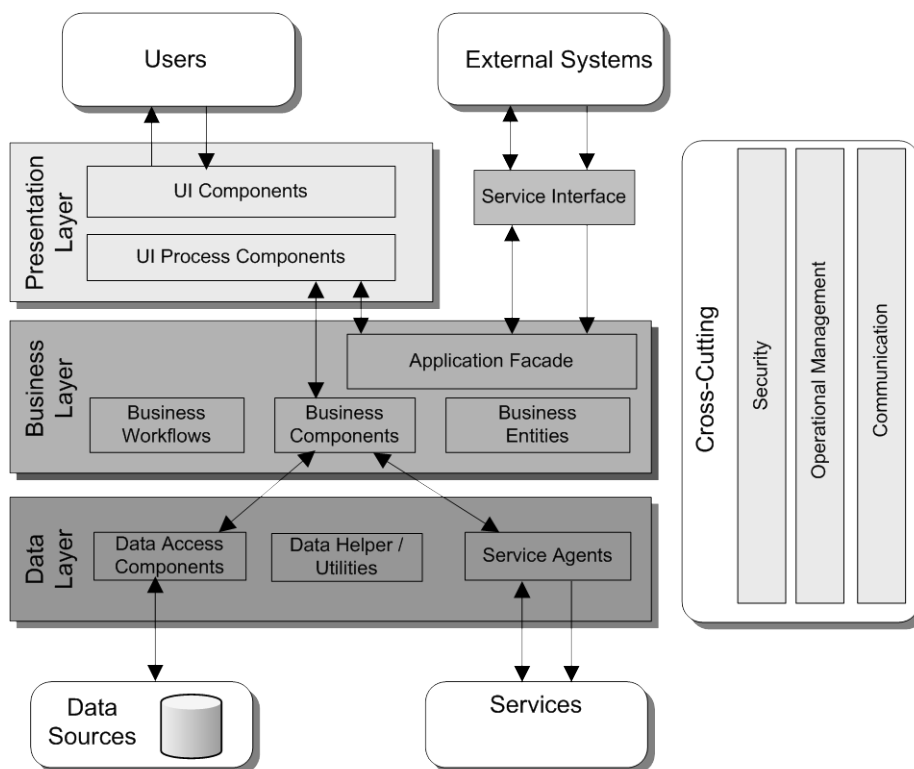 Users
External Systems
Presentation
Layer
UI Components
UI Process Components
Service Interface
Business
Layer
Application Facade
Business
Workflows
Business
Components
Business
Entities
Data
Layer
Data Access
Components
Data Helper /
Utilities
Service Agents
Data
Sources
Services
Cross-Cutting
Security
Operational Management
Communication